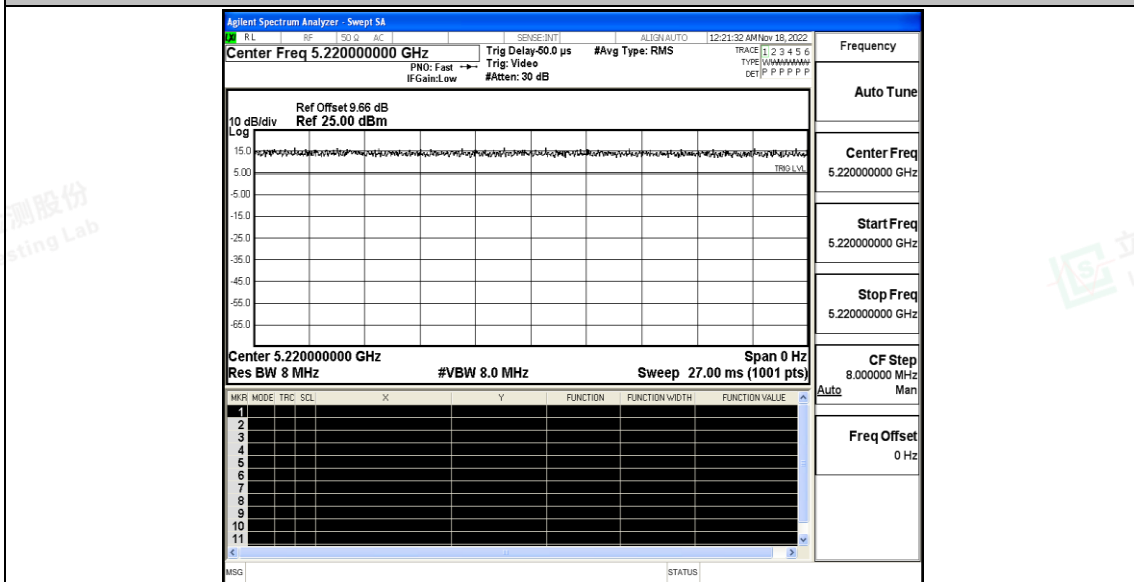 Agilent Spectrum Analyzer - Swept SA
LXI RL RF 50 Ω AC SENSE:INT ALIGNAUTO 12:21:32 AM Nov 18, 2022
Center Freq 5.220000000 GHz
PNO: Fast
IFGain:Low
Trig Delay-50.0 µs
Trig: Video
#Atten: 30 dB
#Avg Type: RMS
TRACE 1 2 3 4 5 6
TYPE
DET P P P P P P
Ref Offset 9.66 dB
10 dB/div Ref 25.00 dBm
Log
15.0
5.00
-5.00
-15.0
-25.0
-35.0
-45.0
-55.0
-65.0
TRIG LVL
Center 5.220000000 GHz Span 0 Hz
Res BW 8 MHz #VBW 8.0 MHz Sweep 27.00 ms (1001 pts)
MKR MODE TRC SCL X Y FUNCTION FUNCTION WIDTH FUNCTION VALUE
1
2
3
4
5
6
7
8
9
10
11
MSG STATUS
Frequency
Auto Tune
Center Freq
5.220000000 GHz
Start Freq
5.220000000 GHz
Stop Freq
5.220000000 GHz
CF Step
8.000000 MHz
Auto Man
Freq Offset
0 Hz
测股份
sting Lab